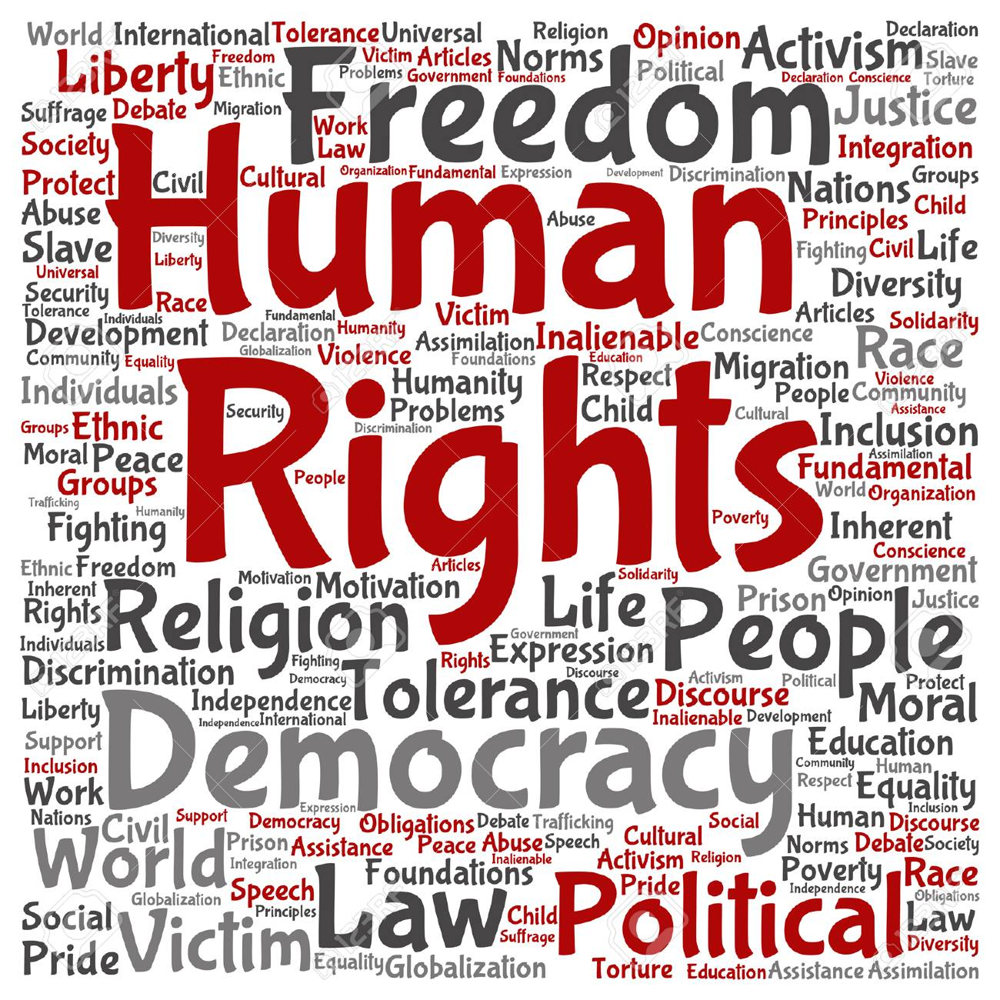 World International Tolerance Universal Religion Opinion Activism Declaration
Liberty Freedom Ethnic Freedom Victim Articles Norms Political Slave
Problems Government Foundations Declaration Conscience Torture
Suffrage Debate Migration Work Justice
Society Law Integration
Protect Civil Cultural Organization Fundamental Expression Development Discrimination Nations Groups
Abuse Human Abuse Principles Child
Slave Diversity Fighting Civil Life
Universal Liberty Diversity
Security Race
Tolerance Individuals Fundamental Victim Articles Solidarity
Development Declaration Humanity Assimilation Inalienable Conscience Race
Community Equality Globalization Violence Foundations Education Migration
Individuals Rights Humanity Respect People Community Violence
Security Problems Child Cultural Assistance
Groups Ethnic Discrimination Inclusion
Moral Peace Assimilation
Groups People Fundamental
Trafficking Humanity World Organization
Fighting Poverty Inherent
Conscience
Ethnic Freedom Motivation Motivation Articles Solidarity Government
Inherent Religion Life People Prison Opinion Justice
Rights
Individuals Government
Discrimination Fighting Rights Expression
Democracy Tolerance Discourse Activism Political Protect
Liberty Independence Discourse Moral
Independence International Inalienable Development
Support Democracy Education
Inclusion Community Human
Work Respect Equality
Nations Expression Inclusion
Civil Support Democracy Obligations Debate Trafficking Social Human Discourse
World Prison Assistance Peace Abuse Speech Cultural Norms Debate Society
Integration Inalienable Activism Religion
Foundations Poverty Race
Globalization Speech Law Pride Political Independence Obligations
Social Victim Principles Child Law
Suffrage Diversity
Pride Equality Globalization Torture Education Assistance Assimilation